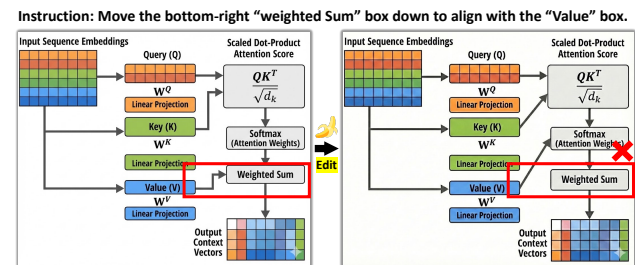 Instruction: Move the bottom-right “weighted Sum” box down to align with the “Value” box.
Input Sequence Embeddings
Query (Q)
W^Q
Linear Projection
Key (K)
W^K
Linear Projection
Value (V)
W^V
Linear Projection
Scaled Dot-Product
Attention Score
QK^T
√d_k
Softmax
(Attention Weights)
Weighted Sum
Output
Context
Vectors
Edit
Input Sequence Embeddings
Query (Q)
W^Q
Linear Projection
Key (K)
W^K
Linear Projection
Value (V)
W^V
Linear Projection
Scaled Dot-Product
Attention Score
QK^T
√d_k
Softmax
(Attention Weights)
Weighted Sum
Output
Context
Vectors